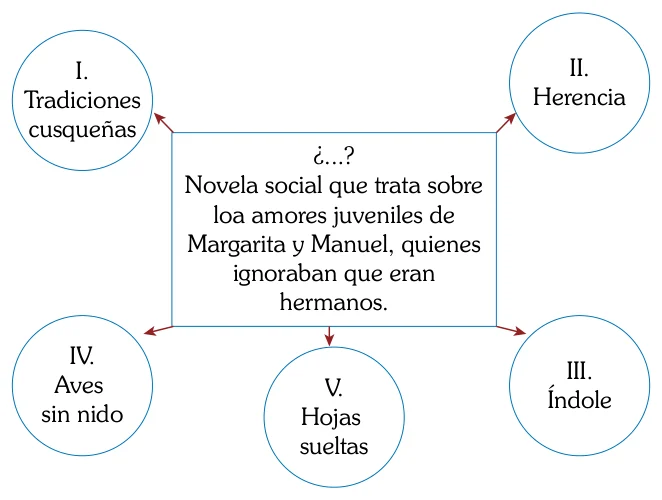 I.
Tradiciones
cusqueñas
II.
Herencia
¿...?
Novela social que trata sobre
loa amores juveniles de
Margarita y Manuel, quienes
ignoraban que eran
hermanos.
IV.
Aves
sin nido
V.
Hojas
sueltas
III.
Índole